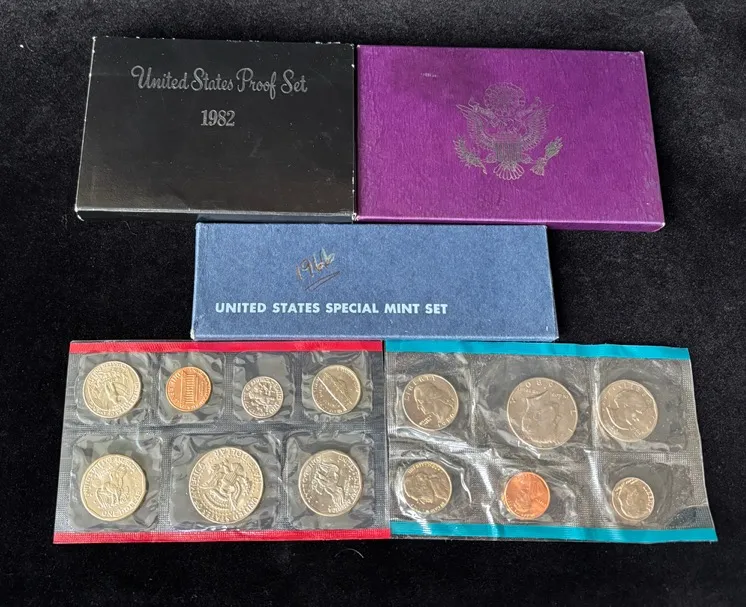 United States Proof Set
1982
1966
UNITED STATES SPECIAL MINT SET